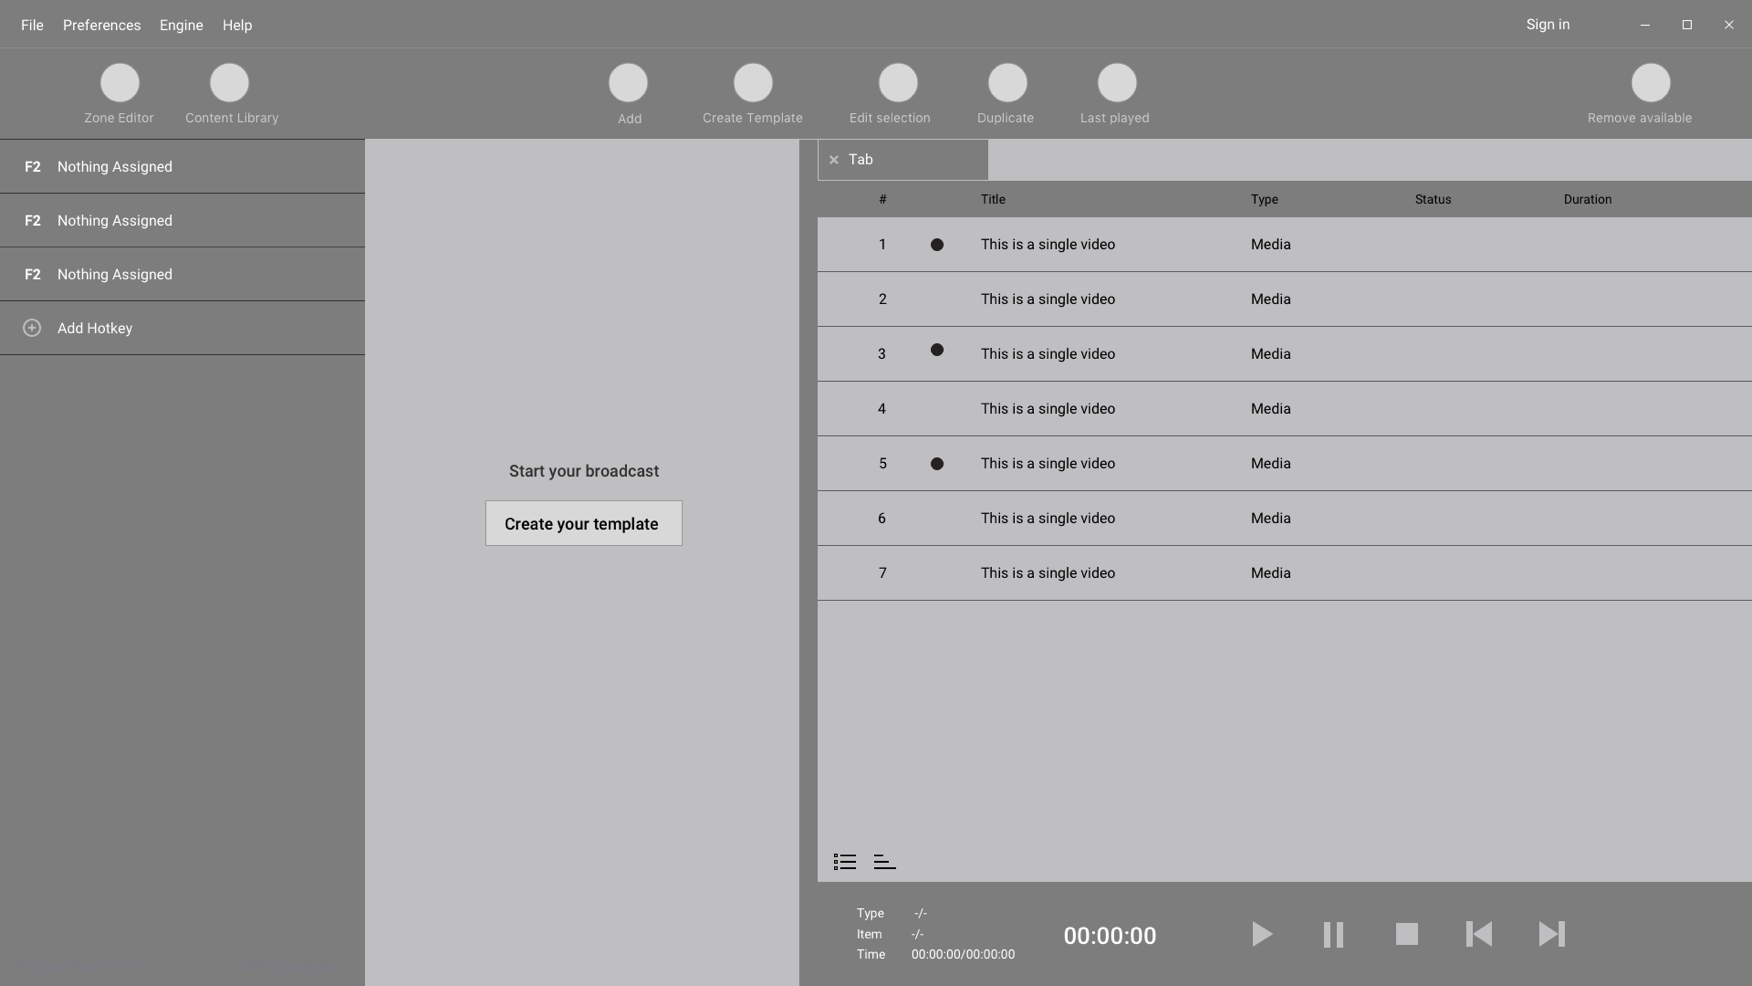 File Preferences Engine Help Sign in
Zone Editor Content Library Add Create Template Edit selection Duplicate Last played Remove available
F2 Nothing Assigned
F2 Nothing Assigned
F2 Nothing Assigned
Add Hotkey
Start your broadcast
Create your template
Tab
# Title Type Status Duration
1 This is a single video Media
2 This is a single video Media
3 This is a single video Media
4 This is a single video Media
5 This is a single video Media
6 This is a single video Media
7 This is a single video Media
Type -/-
Item -/-
Time 00:00:00/00:00:00
00:00:00